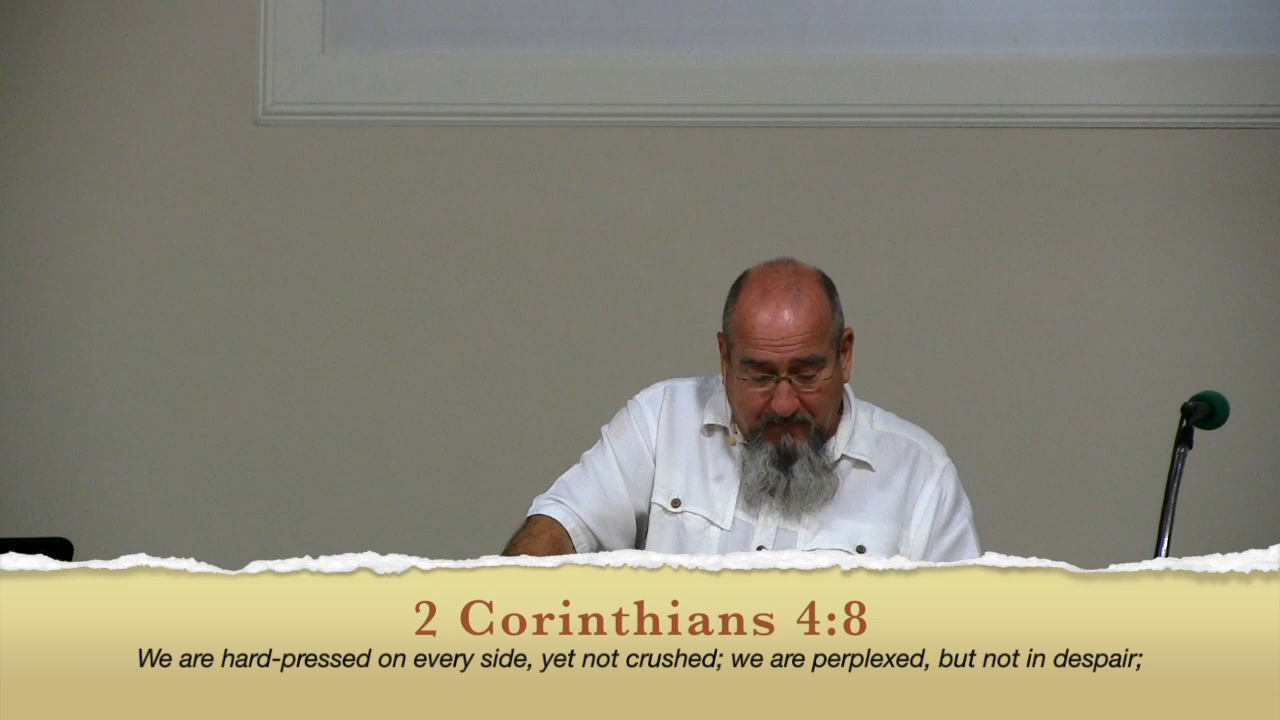 2 Corinthians 4:8
We are hard-pressed on every side, yet not crushed; we are perplexed, but not in despair;